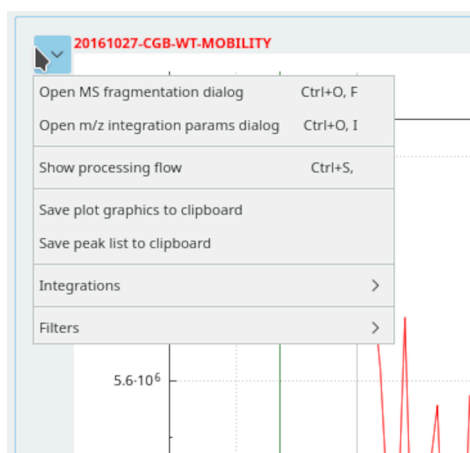 20161027-CGB-WT-MOBILITY
Open MS fragmentation dialog Ctrl+O, F
Open m/z integration params dialog Ctrl+O, I
Show processing flow Ctrl+S,
Save plot graphics to clipboard
Save peak list to clipboard
Integrations
Filters
5.6·10⁶